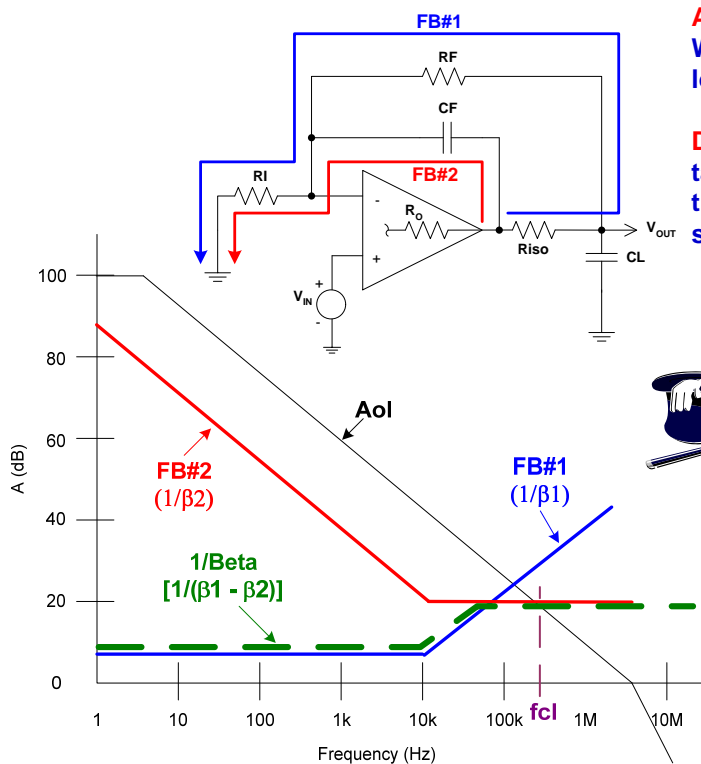 FB#1
RF
CF
FB#2
RI
-
RO
+
Riso
VOUT
CL
VIN
+
-
A
W
l
D
t
t
s
A (dB)
100
80
60
40
20
0
Aol
FB#2
(1/β2)
FB#1
(1/β1)
1/Beta
[1/(β1 - β2)]
fcl
1
10
100
1k
10k
100k
1M
10M
Frequency (Hz)